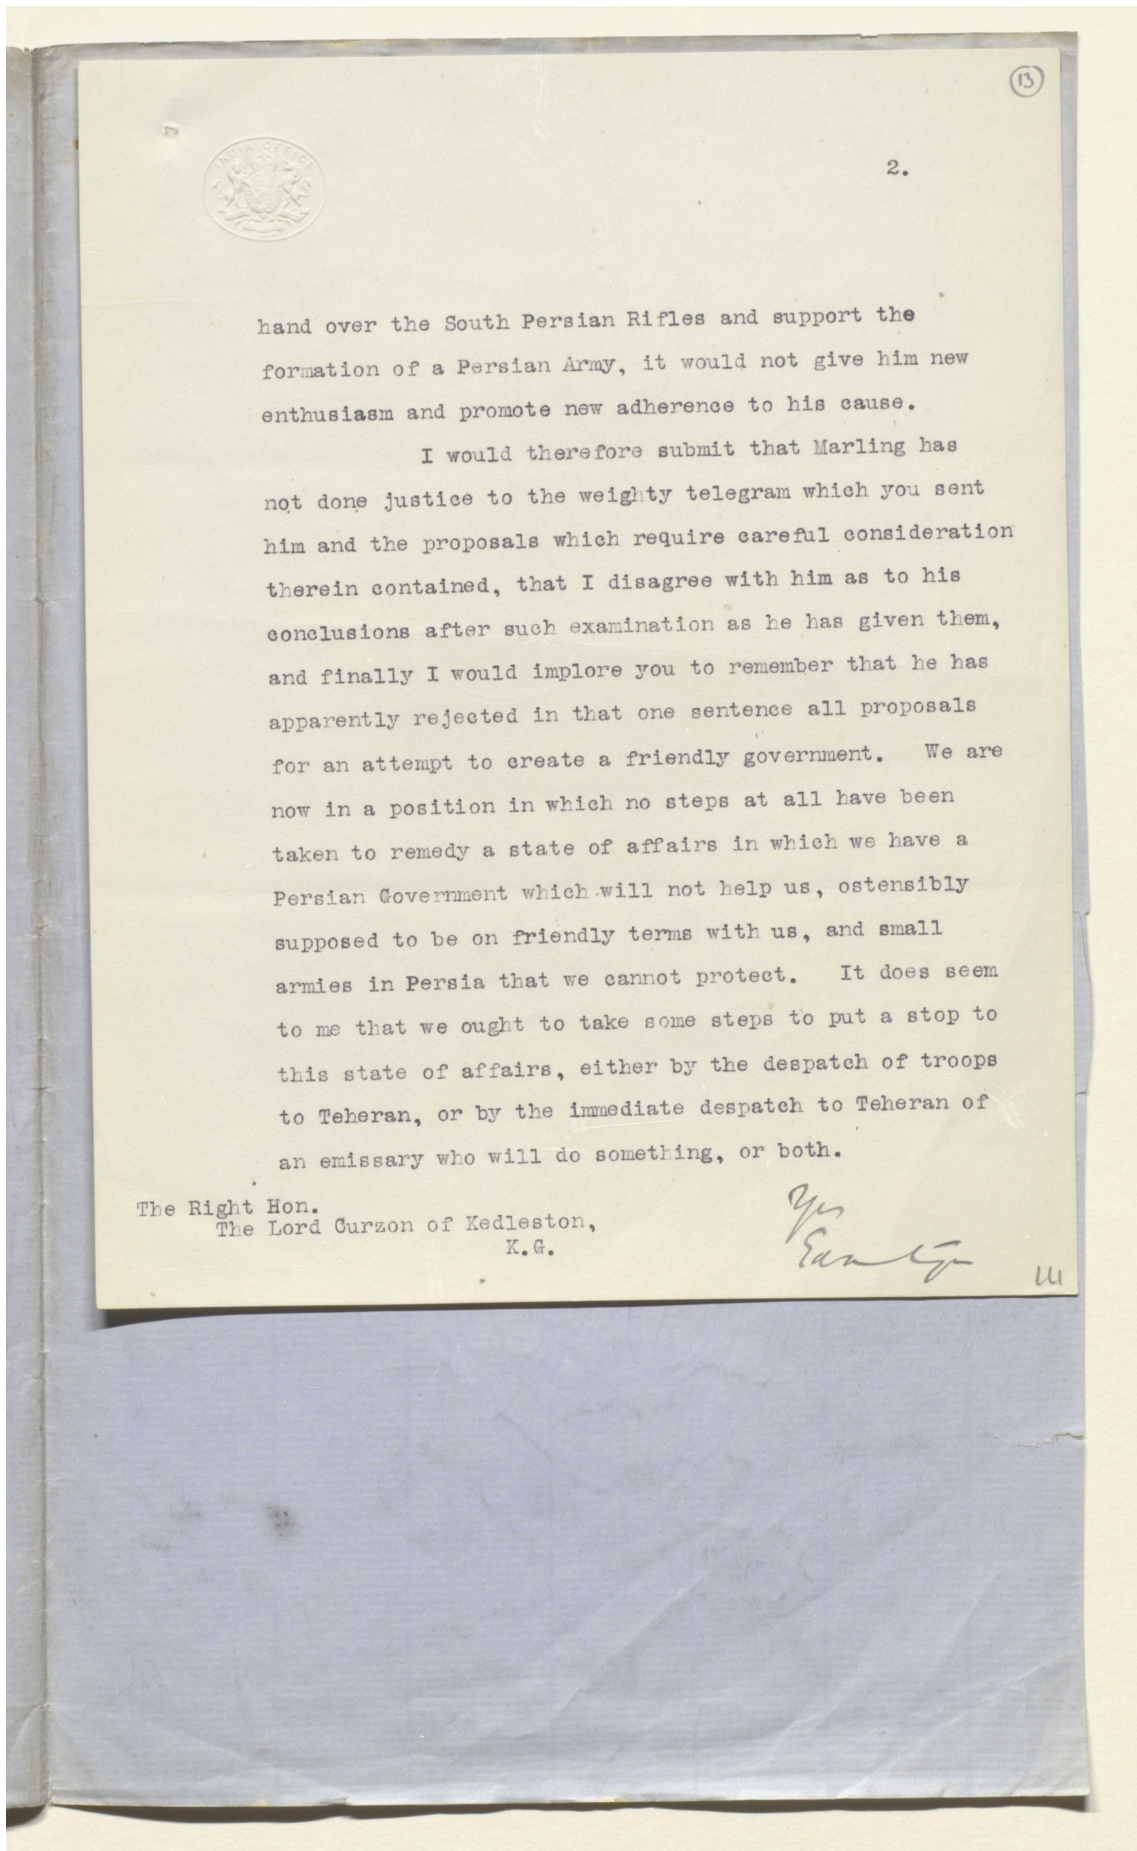 13
INDIA OFFICE
2.
hand over the South Persian Rifles and support the
formation of a Persian Army, it would not give him new
enthusiasm and promote new adherence to his cause.
I would therefore submit that Marling has
not done justice to the weighty telegram which you sent
him and the proposals which require careful consideration
therein contained, that I disagree with him as to his
conclusions after such examination as he has given them,
and finally I would implore you to remember that he has
apparently rejected in that one sentence all proposals
for an attempt to create a friendly government. We are
now in a position in which no steps at all have been
taken to remedy a state of affairs in which we have a
Persian Government which will not help us, ostensibly
supposed to be on friendly terms with us, and small
armies in Persia that we cannot protect. It does seem
to me that we ought to take some steps to put a stop to
this state of affairs, either by the despatch of troops
to Teheran, or by the immediate despatch to Teheran of
an emissary who will do something, or both.
The Right Hon.
The Lord Curzon of Kedleston,
K.G.